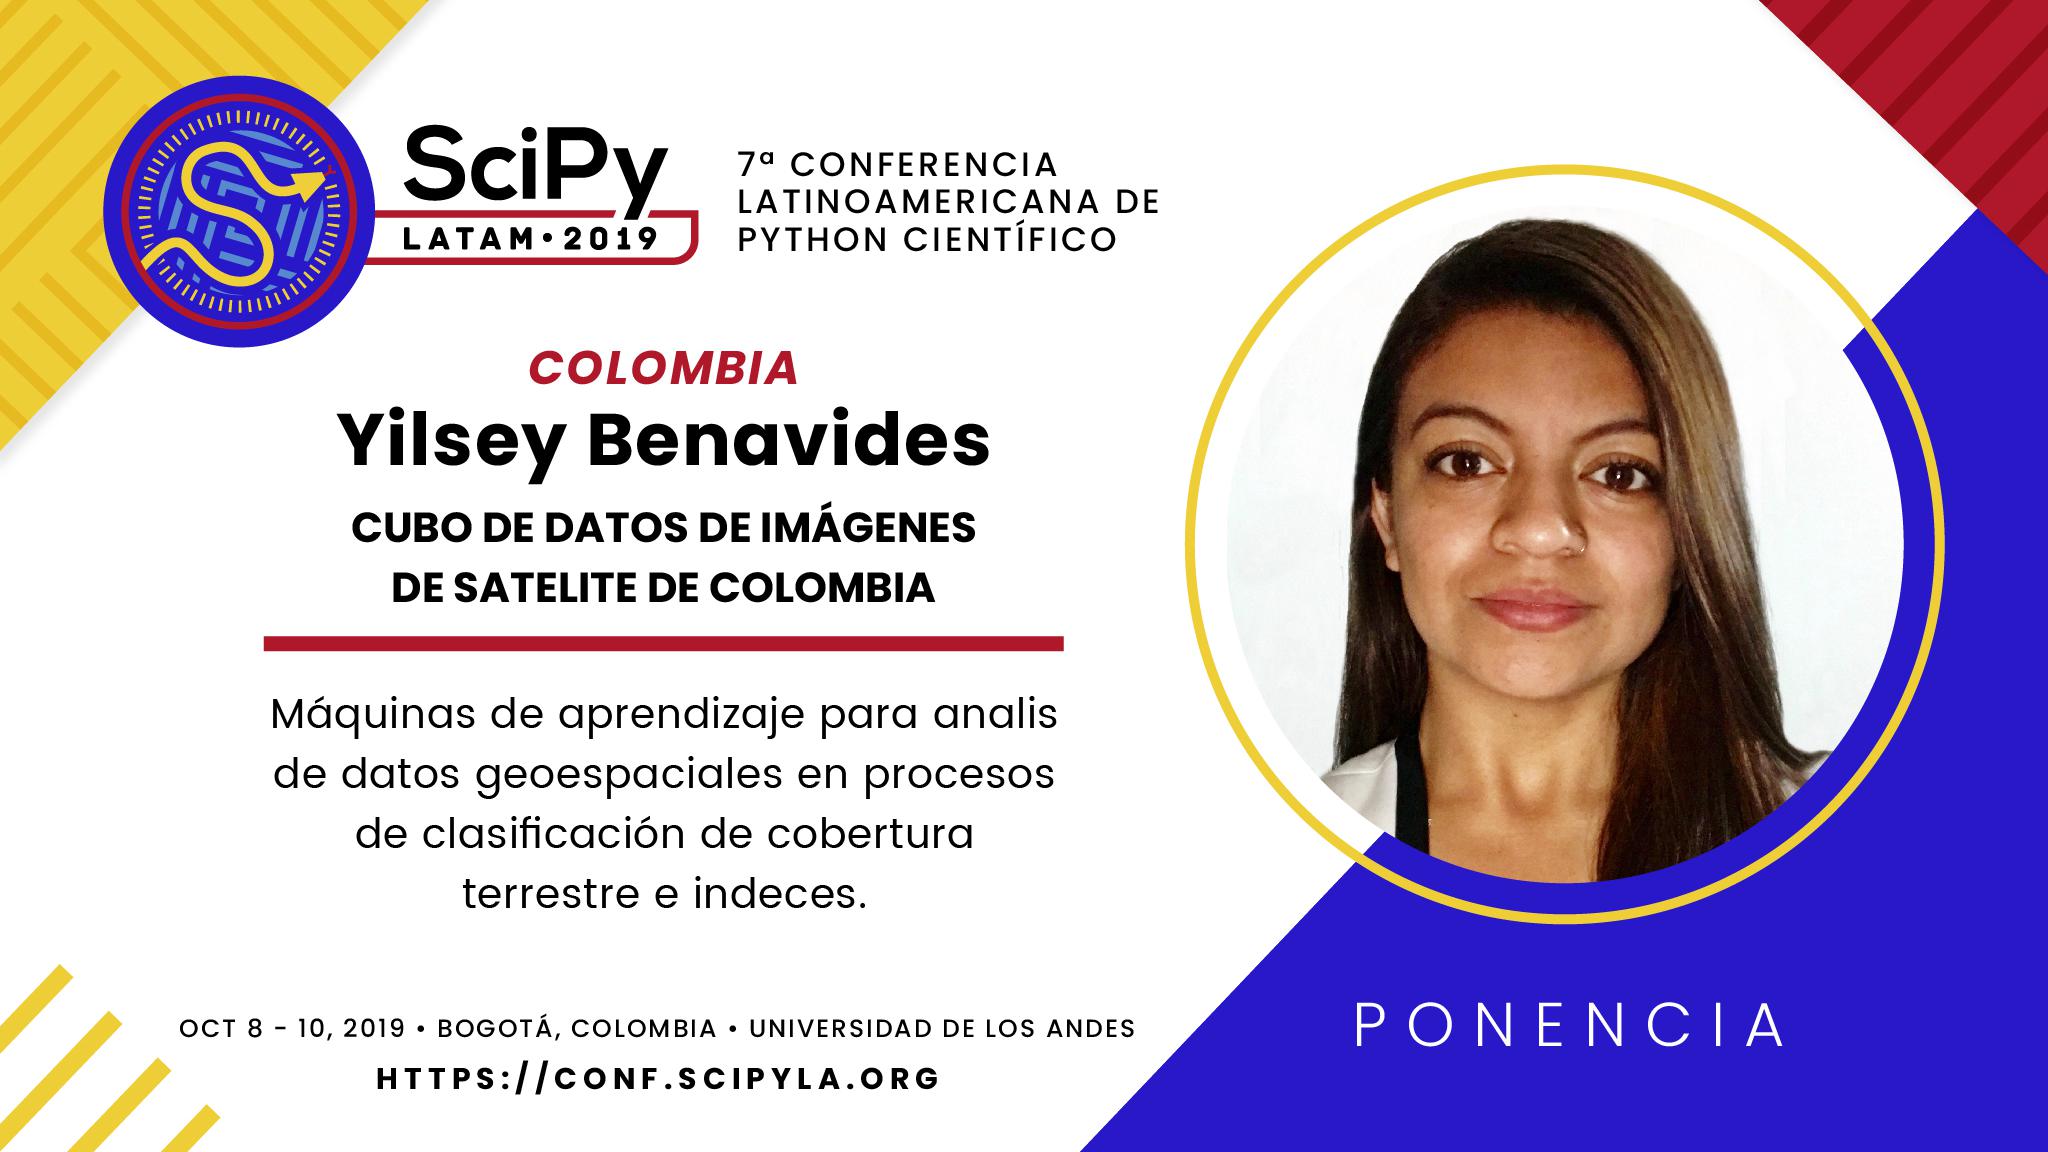 SciPy
LATAM•2019
7ª CONFERENCIA
LATINOAMERICANA DE
PYTHON CIENTÍFICO
COLOMBIA
Yilsey Benavides
CUBO DE DATOS DE IMÁGENES
DE SATELITE DE COLOMBIA
Máquinas de aprendizaje para analis
de datos geoespaciales en procesos
de clasificación de cobertura
terrestre e indeces.
OCT 8 - 10, 2019 • BOGOTÁ, COLOMBIA • UNIVERSIDAD DE LOS ANDES
HTTPS://CONF.SCIPYLA.ORG
PONENCIA